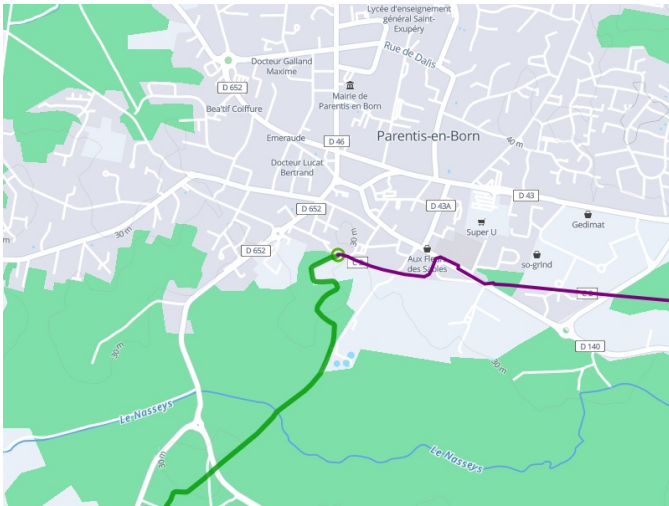 Lycée d'enseignement
général Saint-
Exupéry
Rue de Dalis
Docteur Galland
Maxime
D 652
Mairie de
Parentis en Born
Bea'tif Coiffure
Emeraude
D 46
Parentis-en-Born
40 m
Docteur Lucat
Bertrand
D 652
D 43A
D 43
Gedimat
Super U
30 m
30 m
m
D 652
Aux Fle
des Sables
so-grind
D 140
30 m
30 m
Le Nasseys
Le Nasseys
30 m